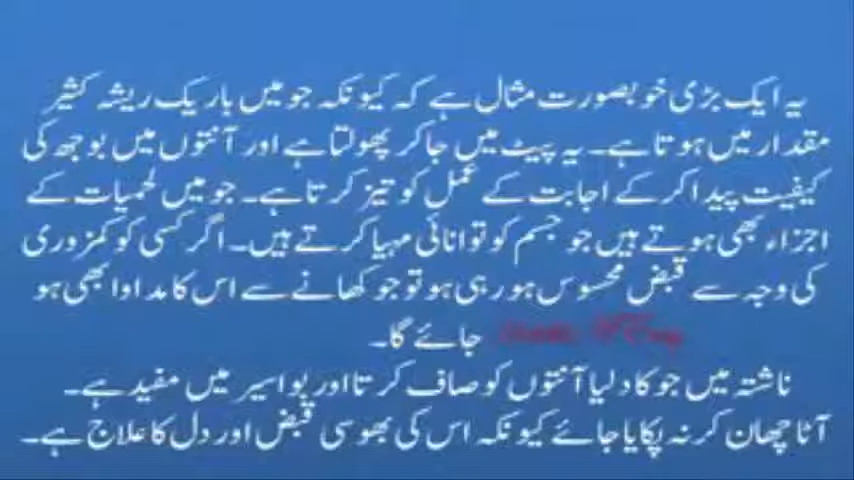 یہ ایک بڑی خوبصورت مثال ہے کہ کیونکہ جو میں باریک ریشہ کثیر
مقدار میں ہوتا ہے۔ یہ پیٹ میں جا کر پھولتا ہے اور آنتوں میں بوجھ کی
کیفیت پیدا کر کے اجابت کے عمل کو تیز کرتا ہے۔ جو میں لحمیات کے
اجزاء بھی ہوتے ہیں جو جسم کو توانائی مہیا کرتے ہیں۔ اگر کسی کو کمزوری
کی وجہ سے قبض محسوس ہو رہی ہو تو جو کھانے سے اس کا مداوا بھی ہو
جائے گا۔
ناشتہ میں جو کا دلیا آنتوں کو صاف کرتا اور بواسیر میں مفید ہے۔
آٹا چھان کر نہ پکایا جائے کیونکہ اس کی بھوسی قبض اور دل کا علاج ہے۔